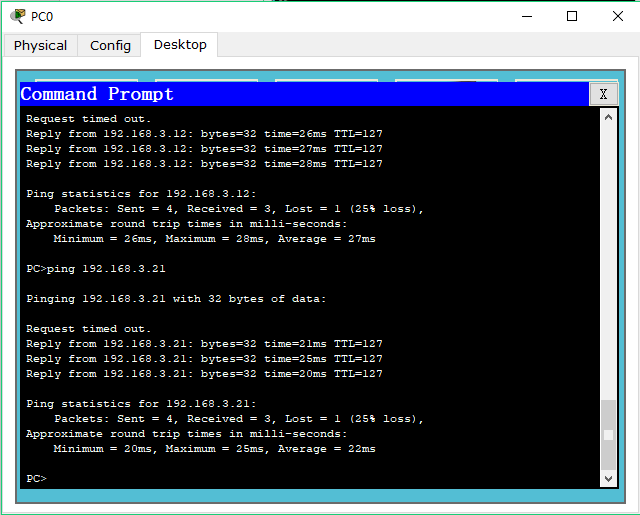 PC0
Physical Config Desktop
Command Prompt X
Request timed out.
Reply from 192.168.3.12: bytes=32 time=26ms TTL=127
Reply from 192.168.3.12: bytes=32 time=27ms TTL=127
Reply from 192.168.3.12: bytes=32 time=28ms TTL=127
Ping statistics for 192.168.3.12:
Packets: Sent = 4, Received = 3, Lost = 1 (25% loss),
Approximate round trip times in milli-seconds:
Minimum = 26ms, Maximum = 28ms, Average = 27ms
PC>ping 192.168.3.21
Pinging 192.168.3.21 with 32 bytes of data:
Request timed out.
Reply from 192.168.3.21: bytes=32 time=21ms TTL=127
Reply from 192.168.3.21: bytes=32 time=25ms TTL=127
Reply from 192.168.3.21: bytes=32 time=20ms TTL=127
Ping statistics for 192.168.3.21:
Packets: Sent = 4, Received = 3, Lost = 1 (25% loss),
Approximate round trip times in milli-seconds:
Minimum = 20ms, Maximum = 25ms, Average = 22ms
PC>